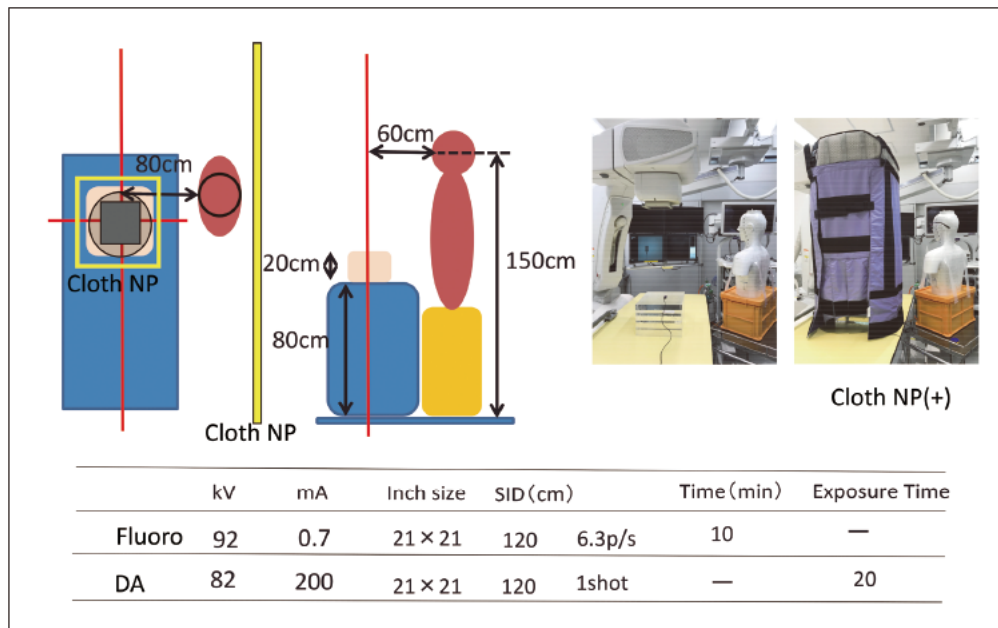 80cm
Cloth NP
Cloth NP
60cm
20cm
80cm
150cm
Cloth NP(+)
kV mA Inch size SID(cm) Time(min) Exposure Time
Fluoro 92 0.7 21×21 120 6.3p/s 10 —
DA 82 200 21×21 120 1shot — 20